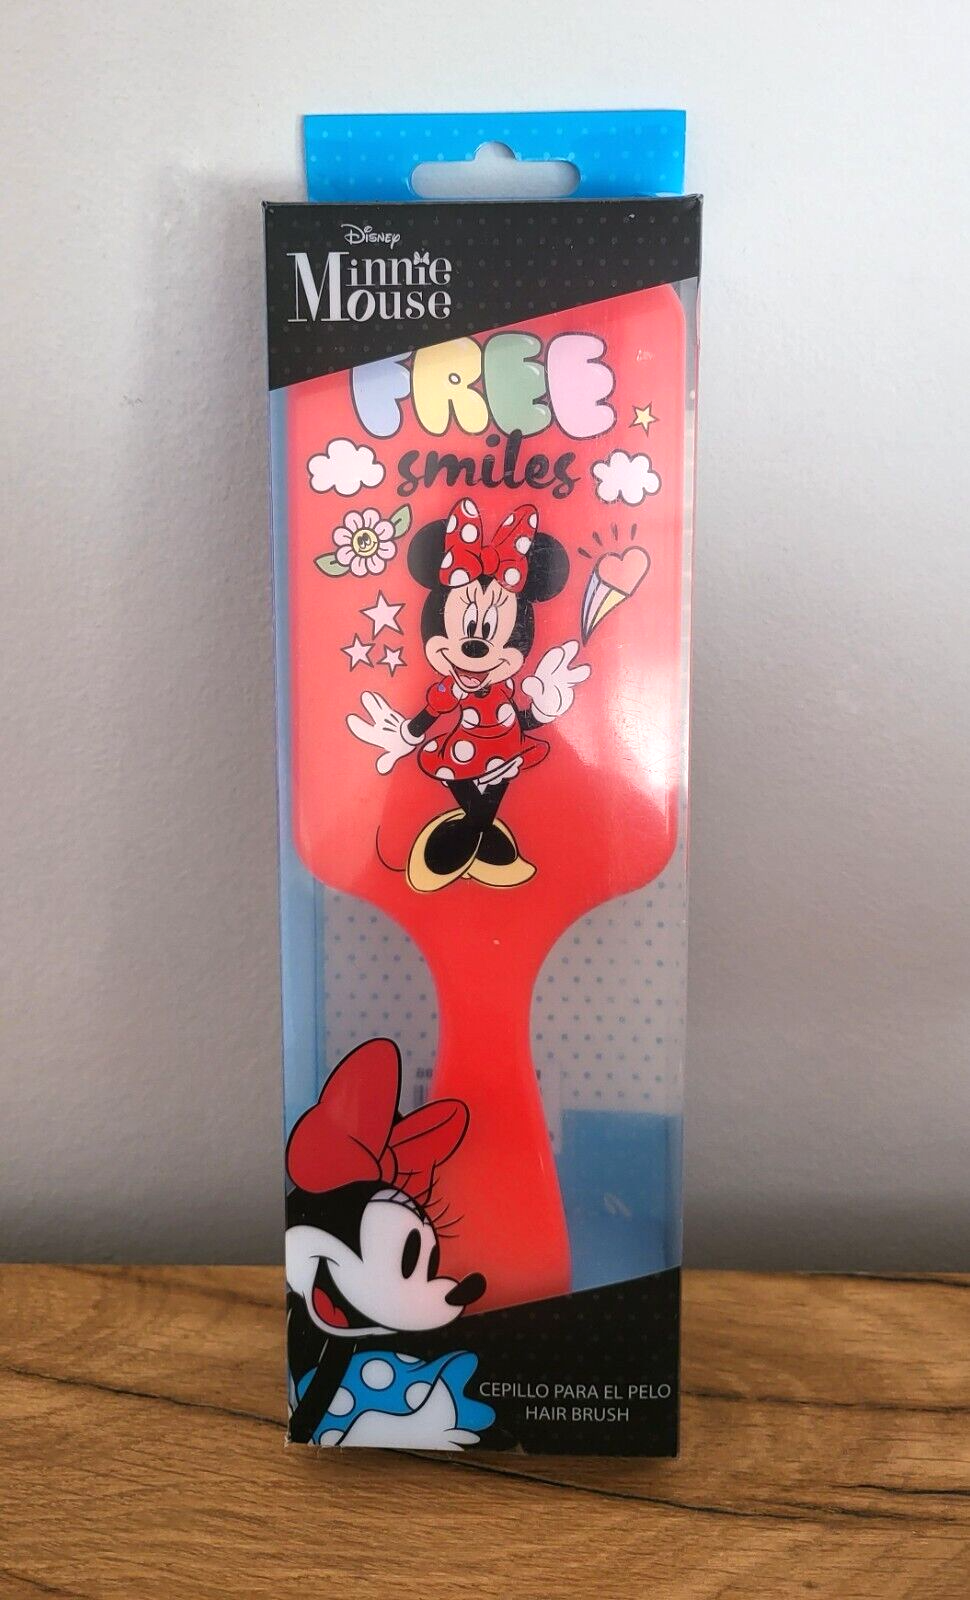 Disney
Minnie
Mouse
FREE
smiles
CEPILLO PARA EL PELO
HAIR BRUSH